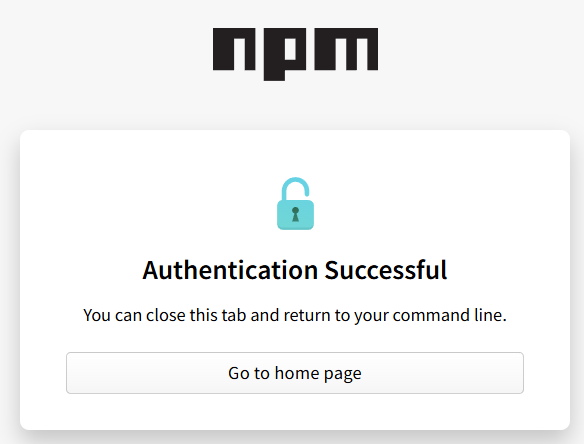 npm
Authentication Successful
You can close this tab and return to your command line.
Go to home page